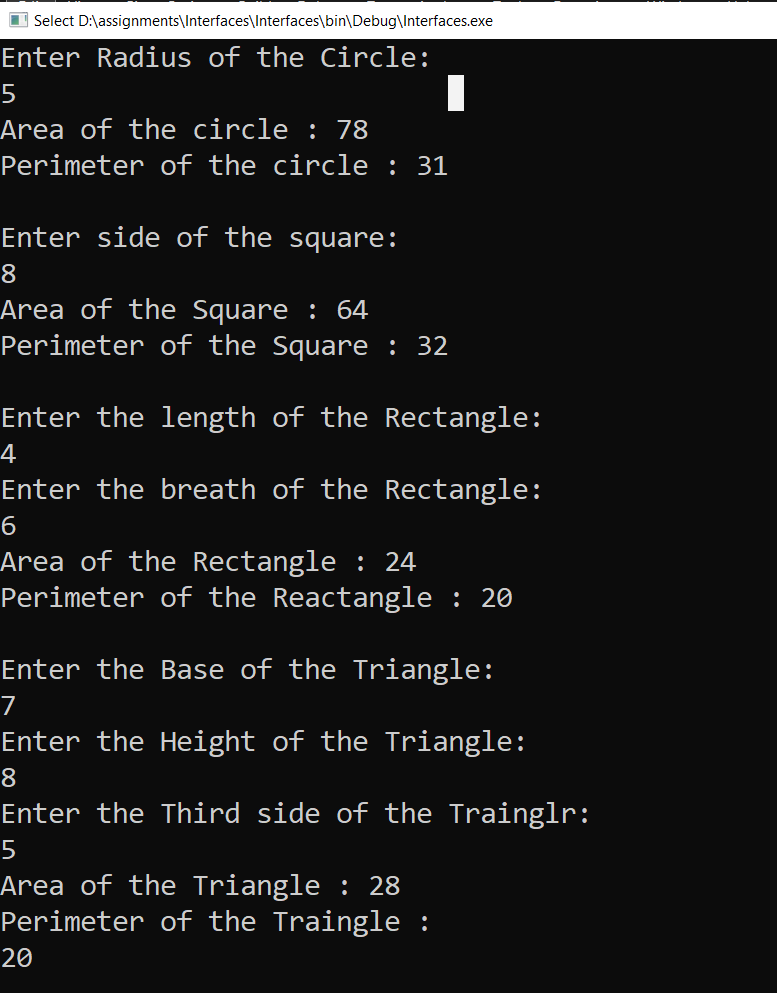 Select D:\assignments\Interfaces\Interfaces\bin\Debug\Interfaces.exe
Enter Radius of the Circle:
5
Area of the circle : 78
Perimeter of the circle : 31
Enter side of the square:
8
Area of the Square : 64
Perimeter of the Square : 32
Enter the length of the Rectangle:
4
Enter the breath of the Rectangle:
6
Area of the Rectangle : 24
Perimeter of the Reactangle : 20
Enter the Base of the Triangle:
7
Enter the Height of the Triangle:
8
Enter the Third side of the Trainglr:
5
Area of the Triangle : 28
Perimeter of the Traingle :
20